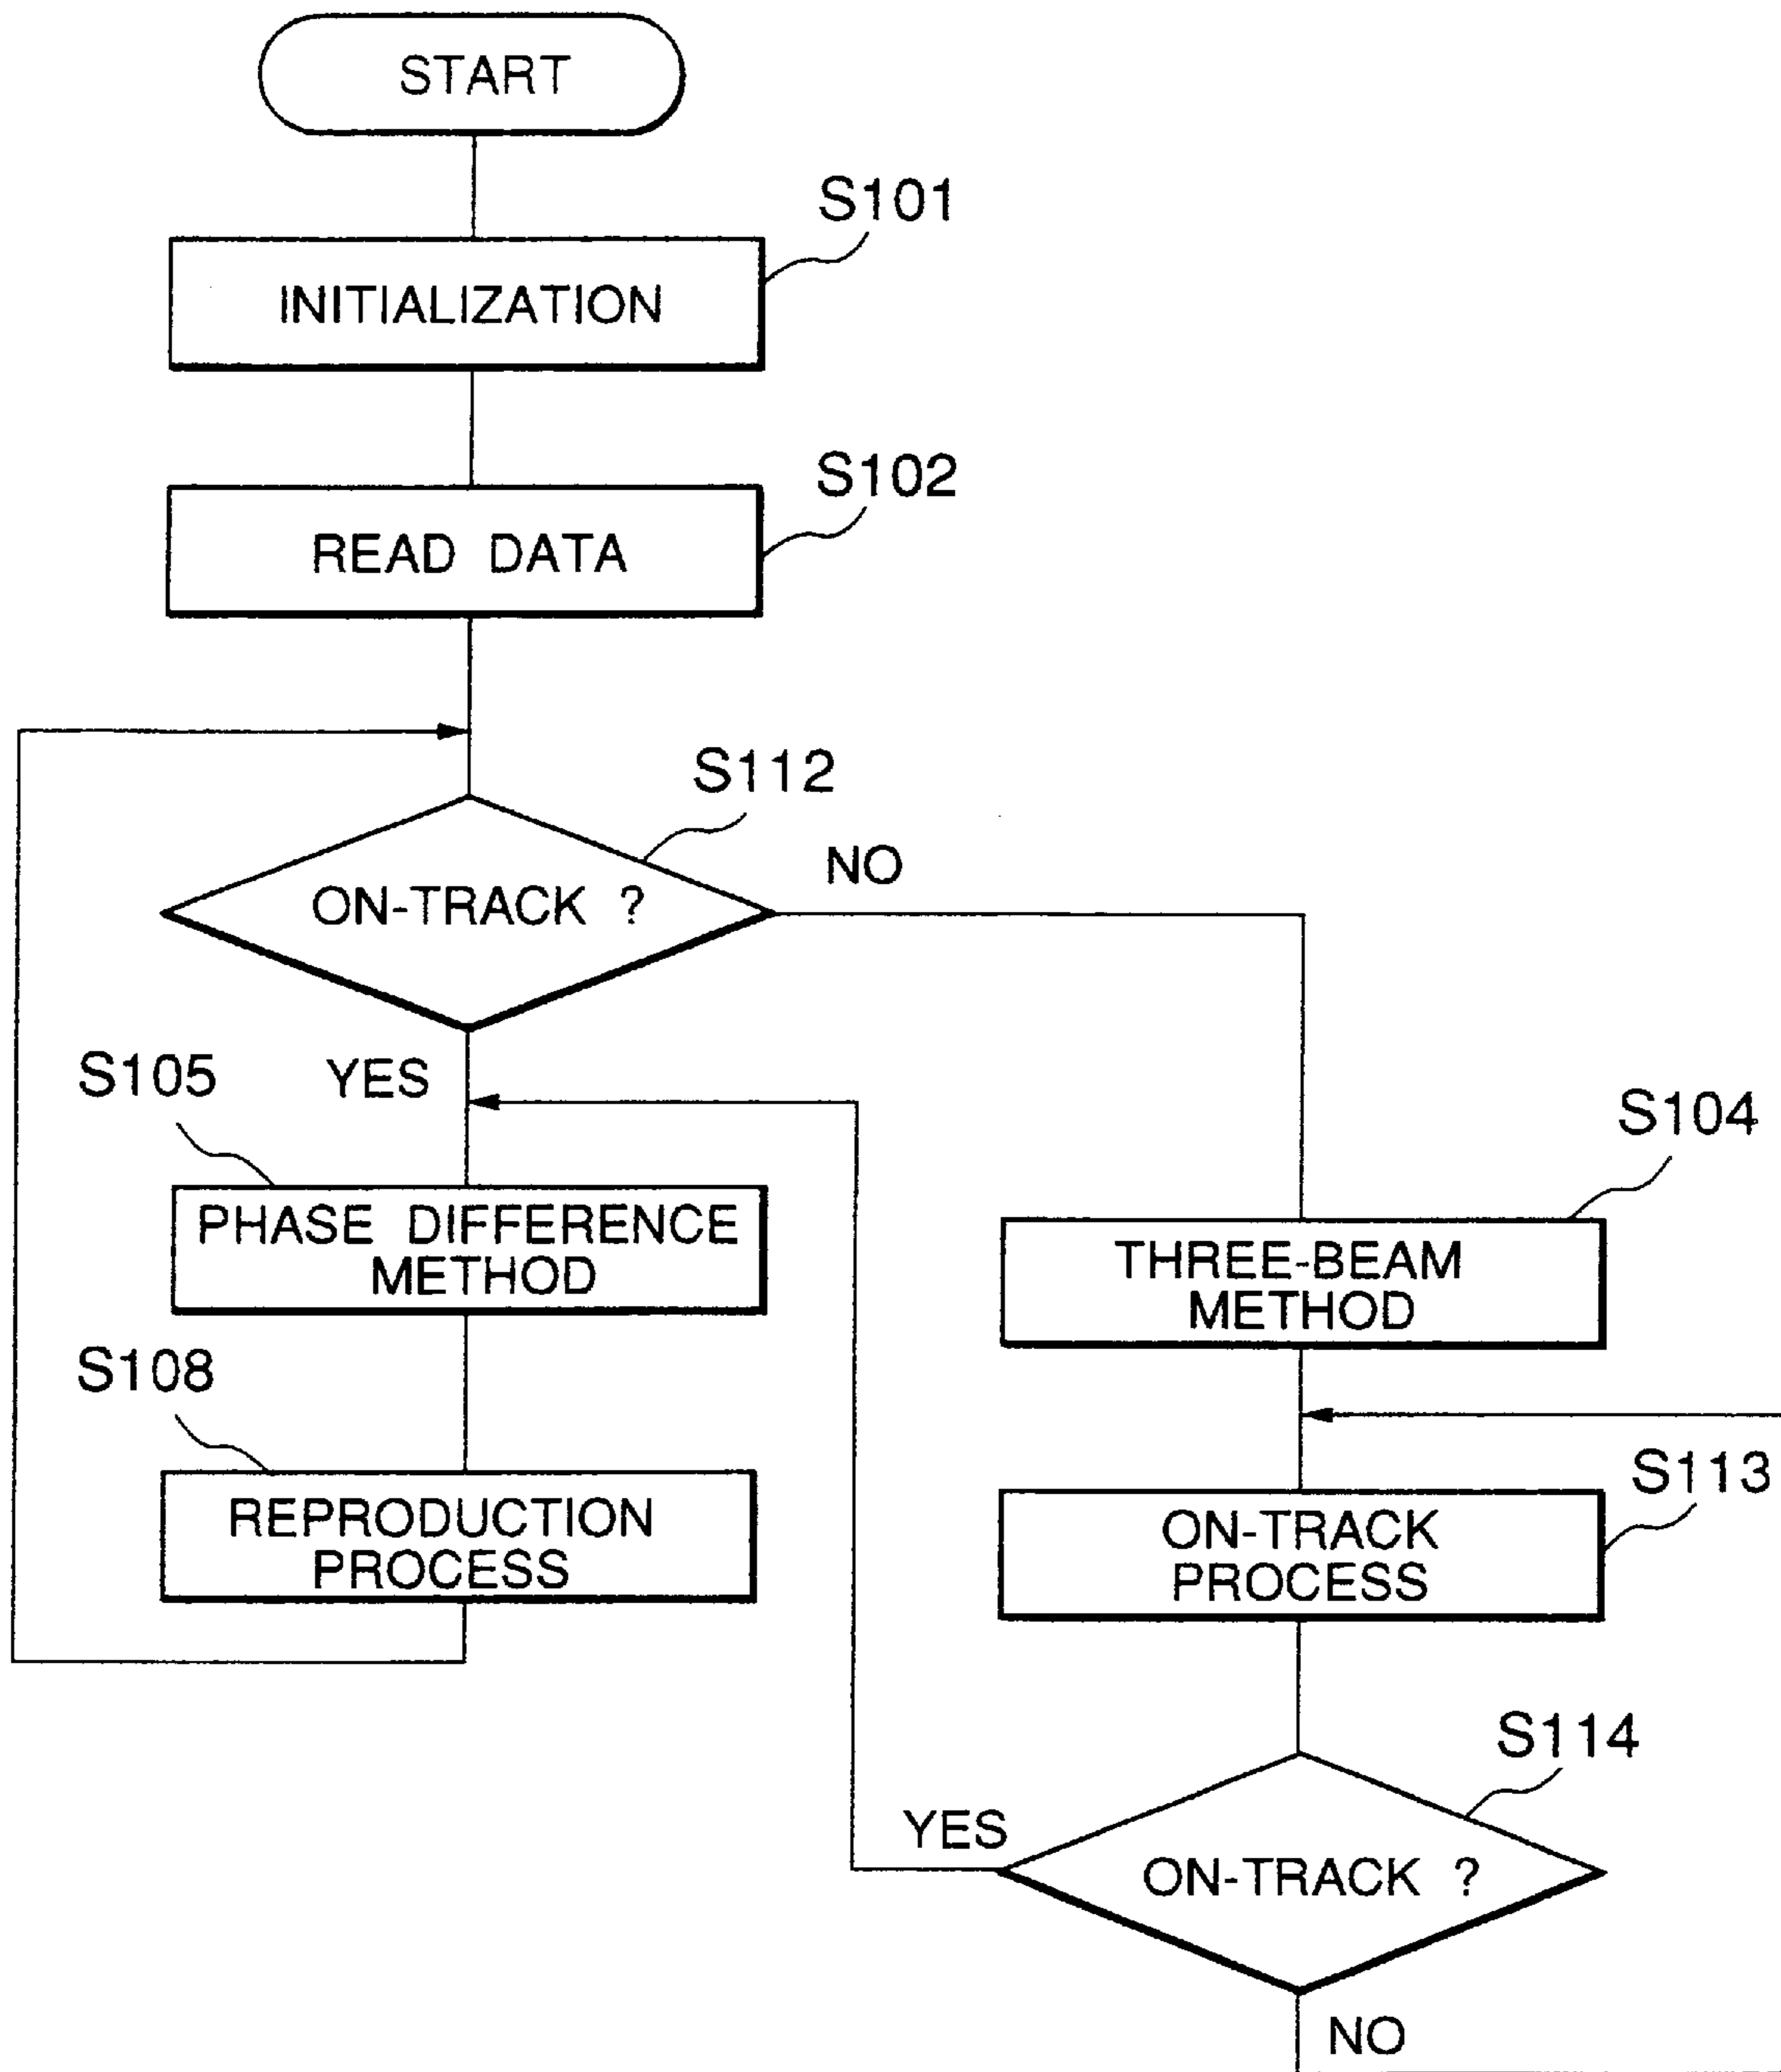 START
S101
INITIALIZATION
S102
READ DATA
S112
NO
ON-TRACK ?
S105
YES
S104
PHASE DIFFERENCE
METHOD
THREE-BEAM
METHOD
S108
S113
REPRODUCTION
PROCESS
ON-TRACK
PROCESS
S114
YES
ON-TRACK ?
NO